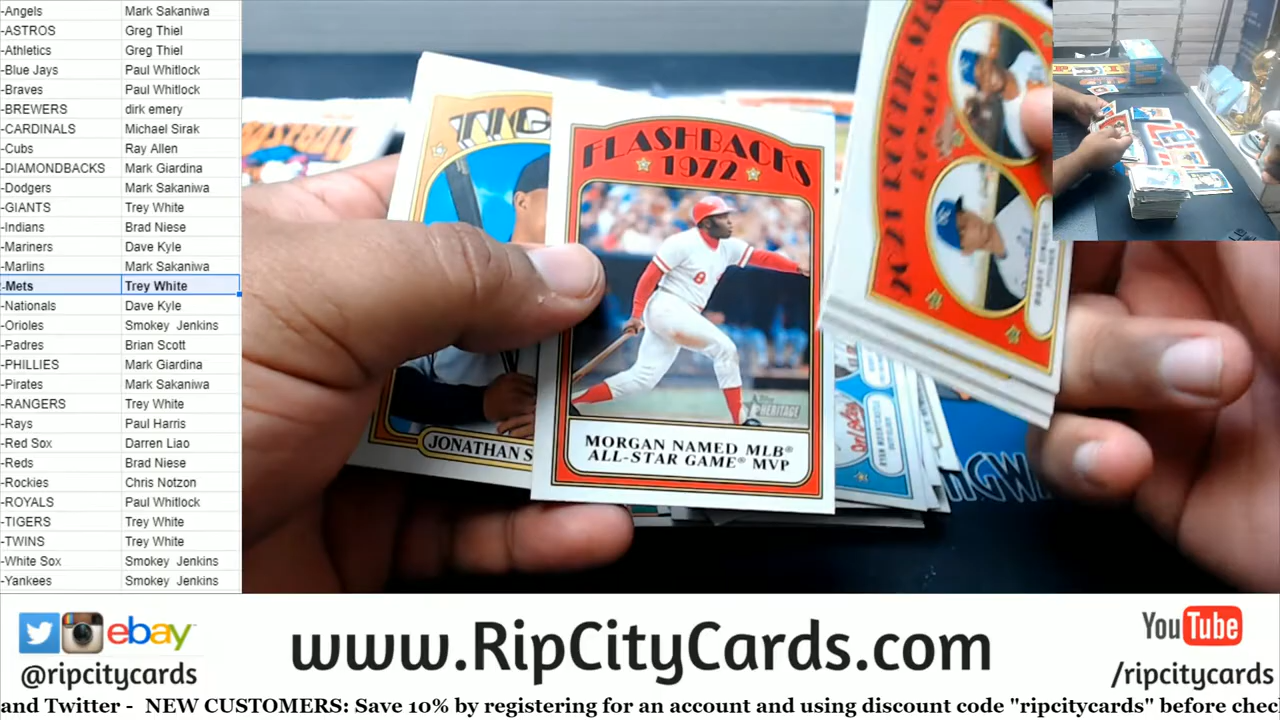 -Angels Mark Sakaniwa
-ASTROS Greg Thiel
-Athletics Greg Thiel
-Blue Jays Paul Whitlock
-Braves Paul Whitlock
-BREWERS dirk emery
-CARDINALS Michael Sirak
-Cubs Ray Allen
-DIAMONDBACKS Mark Giardina
-Dodgers Mark Sakaniwa
-GIANTS Trey White
-Indians Brad Niese
-Mariners Dave Kyle
-Marlins Mark Sakaniwa
-Mets Trey White
-Nationals Dave Kyle
-Orioles Smokey Jenkins
-Padres Brian Scott
-PHILLIES Mark Giardina
-Pirates Mark Sakaniwa
-RANGERS Trey White
-Rays Paul Harris
-Red Sox Darren Liao
-Reds Brad Niese
-Rockies Chris Notzon
-ROYALS Paul Whitlock
-TIGERS Trey White
-TWINS Trey White
-White Sox Smokey Jenkins
-Yankees Smokey Jenkins
TIG
JONATHAN S
FLASHBACKS
1972
8
HERITAGE
MORGAN NAMED MLB®
ALL-STAR GAME® MVP
ebay
@ripcitycards
www.RipCityCards.com
YouTube
/ripcitycards
and Twitter - NEW CUSTOMERS: Save 10% by registering for an account and using discount code "ripcitycards" before chec